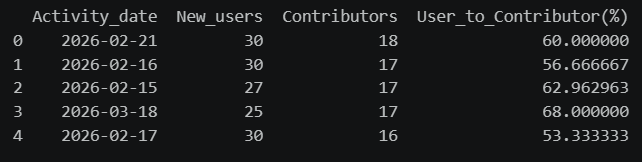 Activity_date New_users Contributors User_to_Contributor(%)
0 2026-02-21 30 18 60.000000
1 2026-02-16 30 17 56.666667
2 2026-02-15 27 17 62.962963
3 2026-03-18 25 17 68.000000
4 2026-02-17 30 16 53.333333